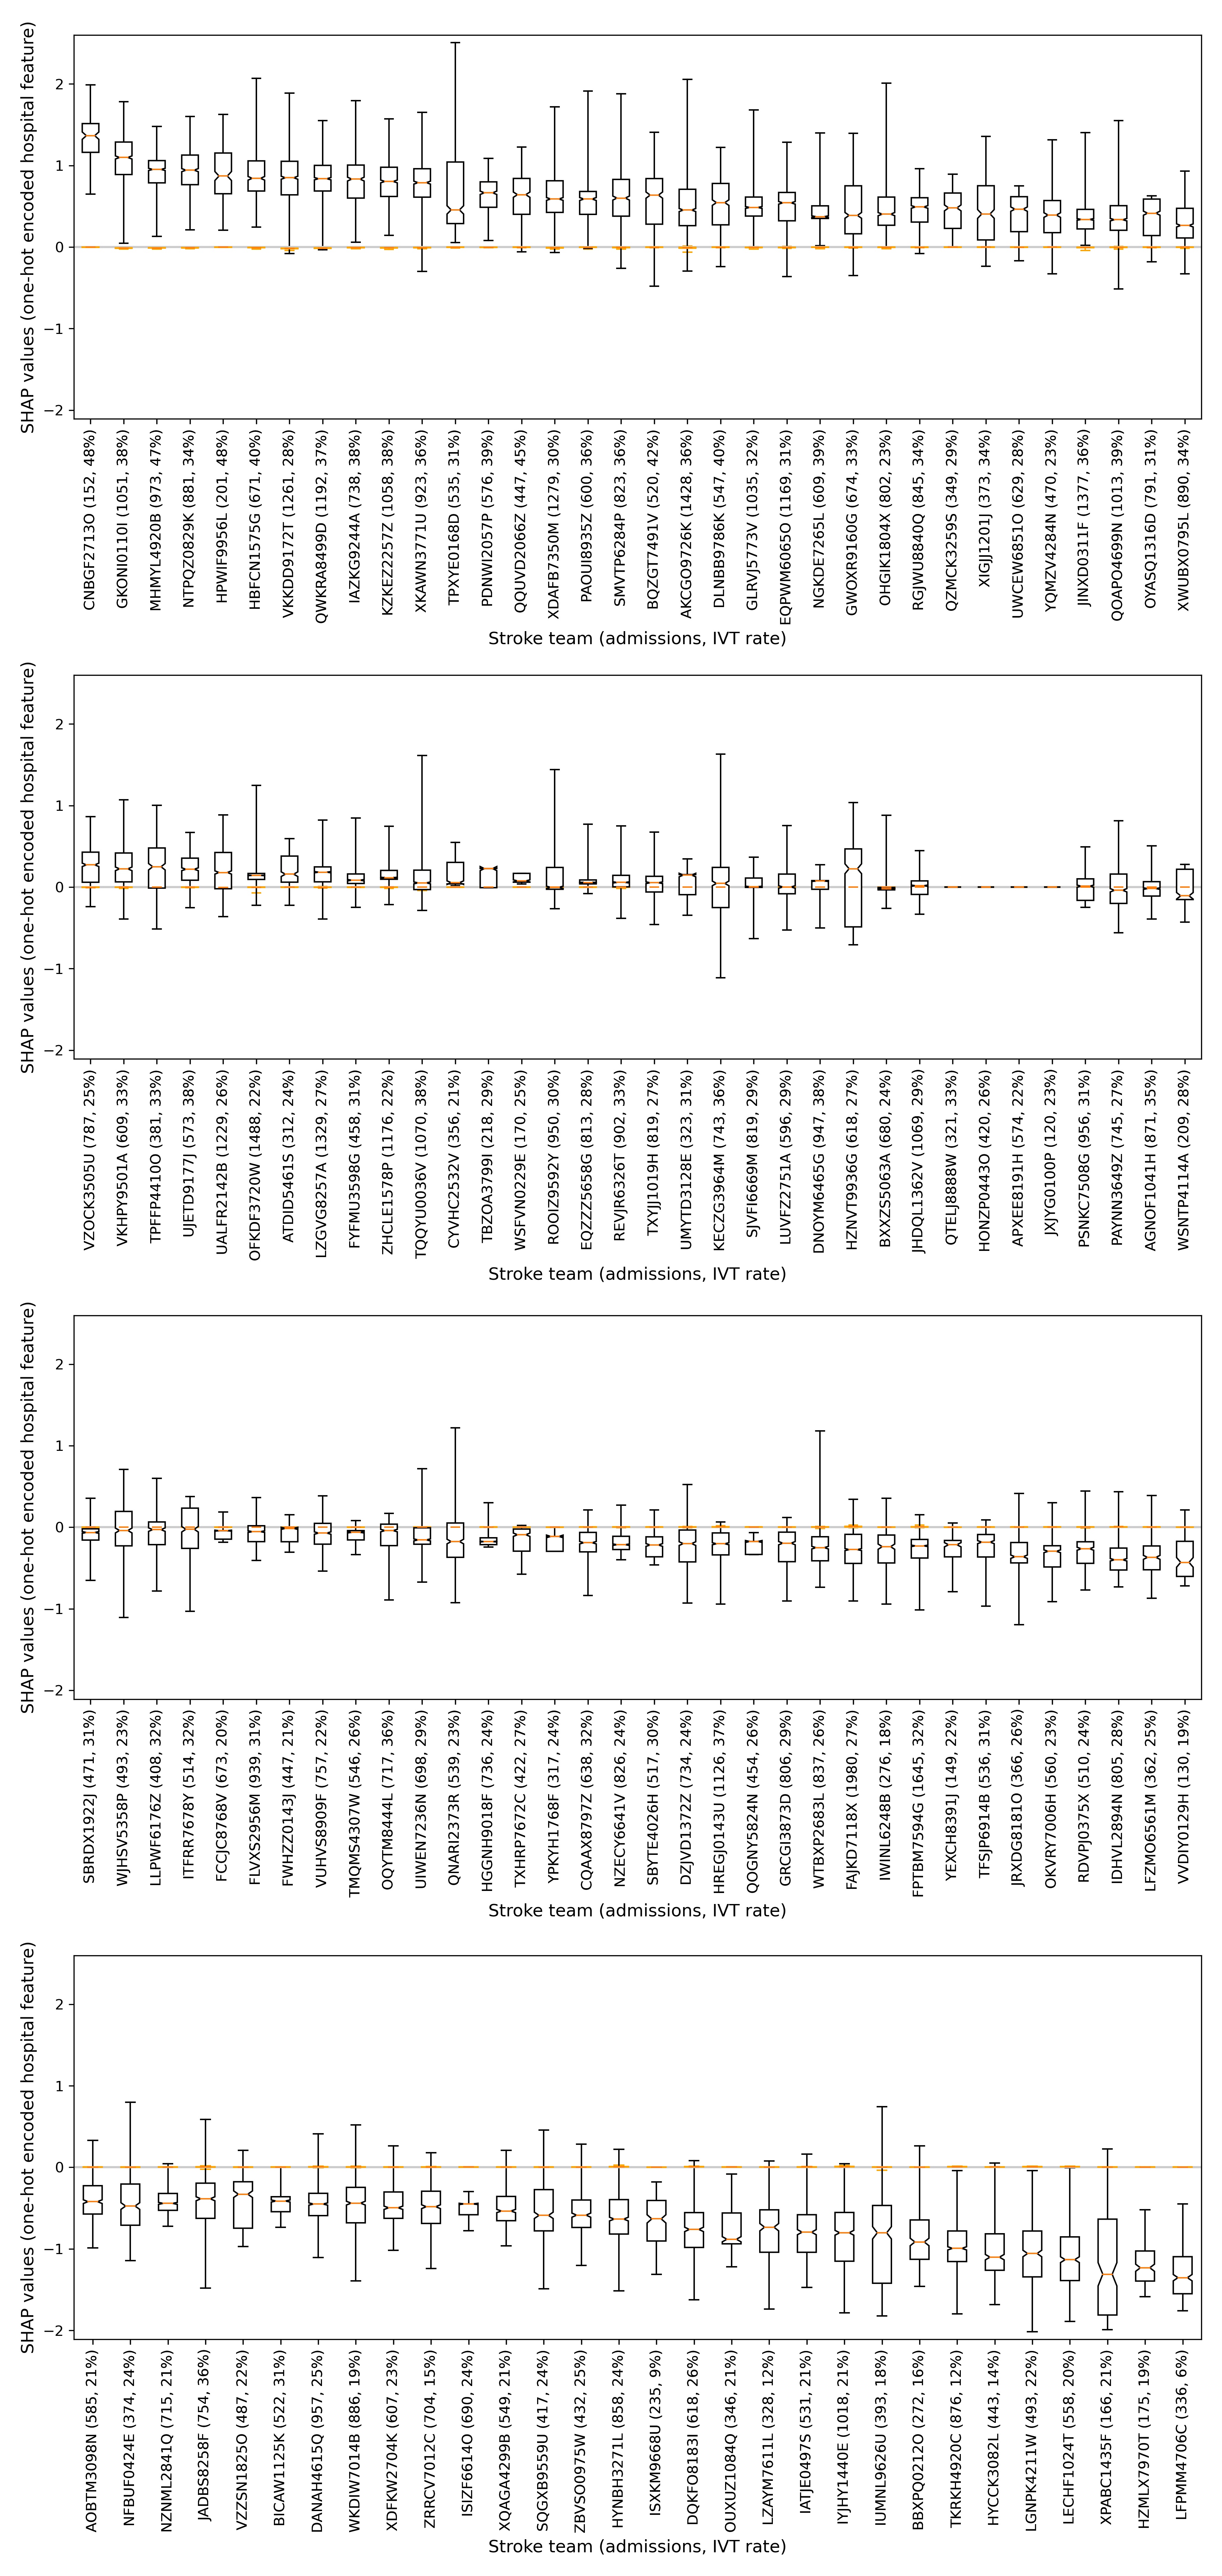 SHAP values (one-hot encoded hospital feature)
2
1
0
−1
−2
CNBGF2713O (152, 48%)
GKONI0110I (1051, 38%)
MHMYL4920B (973, 47%)
NTPQZ0829K (881, 34%)
HPWIF9956L (201, 48%)
HBFCN1575G (671, 40%)
VKKDD9172T (1261, 28%)
QWKRA8499D (1192, 37%)
IAZKG9244A (738, 38%)
KZKEZ2257Z (1058, 38%)
XKAWN3771U (923, 36%)
TPXYE0168D (535, 31%)
PDNWI2057P (576, 39%)
QQUVD2066Z (447, 45%)
XDAFB7350M (1279, 30%)
PAOUI8935Z (600, 36%)
SMVTP6284P (823, 36%)
BQZGT7491V (520, 42%)
AKCGO9726K (1428, 36%)
DLNBB9786K (547, 40%)
GLRVJ5773V (1035, 32%)
EQPWM6065O (1169, 31%)
NGKDE7265L (609, 39%)
GWOXR9160G (674, 33%)
OHGIK1804X (802, 23%)
RGJWU8840Q (845, 34%)
QZMCK3259S (349, 29%)
XIGJJ1201J (373, 34%)
UWCEW6851O (629, 28%)
YQMZV4284N (470, 23%)
JINXD0311F (1377, 36%)
QOAPO4699N (1013, 39%)
OYASQ1316D (791, 31%)
XWUBX0795L (890, 34%)
Stroke team (admissions, IVT rate)
SHAP values (one-hot encoded hospital feature)
2
1
0
−1
−2
VZOCK3505U (787, 25%)
VKHPY9501A (609, 33%)
TPFFP4410O (381, 33%)
UJETD9177J (573, 38%)
UALFR2142B (1229, 26%)
OFKDF3720W (1488, 22%)
ATDID5461S (312, 24%)
LZGVG8257A (1329, 27%)
FYFMU3598G (458, 31%)
ZHCLE1578P (1176, 22%)
TQQYU0036V (1070, 38%)
CYVHC2532V (356, 21%)
TBZOA3799I (218, 29%)
WSFVN0229E (170, 25%)
ROOIZ9592Y (950, 30%)
EQZZZ5658G (813, 28%)
REVJR6326T (902, 33%)
TXYJJ1019H (819, 27%)
UMYTD3128E (323, 31%)
KECZG3964M (743, 36%)
SJVFI6669M (819, 29%)
LUVFZ2751A (596, 29%)
DNOYM6465G (947, 38%)
HZNVT9936G (618, 27%)
BXXZS5063A (680, 24%)
JHDQL1362V (1069, 29%)
QTELJ8888W (321, 33%)
HONZP0443O (420, 26%)
APXEE8191H (574, 22%)
JXJYG0100P (120, 23%)
PSNKC7508G (956, 31%)
PAYNN3649Z (745, 27%)
AGNOF1041H (871, 35%)
WSNTP4114A (209, 28%)
Stroke team (admissions, IVT rate)
SHAP values (one-hot encoded hospital feature)
2
1
0
−1
−2
SBRDX1922J (471, 31%)
WJHSV5358P (493, 23%)
LLPWF6176Z (408, 32%)
ITFRR7678Y (514, 32%)
FCCJC8768V (673, 20%)
FLVXS2956M (939, 31%)
FWHZZ0143J (447, 21%)
VUHVS8909F (757, 22%)
TMQMS4307W (546, 26%)
OQYTM8444L (717, 36%)
UIWEN7236N (698, 29%)
QNARI2373R (539, 23%)
HGGNH9018F (736, 24%)
TXHRP7672C (422, 27%)
YPKYH1768F (317, 24%)
CQAAX8797Z (638, 32%)
NZECY6641V (826, 24%)
SBYTE4026H (517, 30%)
DZJVD1372Z (734, 24%)
HREGJ0143U (1126, 37%)
QOGNY5824N (454, 26%)
GRCGI3873D (806, 29%)
WTBXP2683L (837, 26%)
FAJKD7118X (1980, 27%)
IWINL6248B (276, 18%)
FPTBM7594G (1645, 32%)
YEXCH8391J (149, 22%)
TFSJP6914B (536, 31%)
JRXDG8181O (366, 26%)
OKVRY7006H (560, 23%)
RDVPJ0375X (510, 24%)
IDHVL2894N (805, 28%)
LFZMO6561M (362, 25%)
VVDIY0129H (130, 19%)
Stroke team (admissions, IVT rate)
SHAP values (one-hot encoded hospital feature)
2
1
0
−1
−2
AOBTM3098N (585, 21%)
NFBUF0424E (374, 24%)
NZNML2841Q (715, 21%)
JADBS8258F (754, 36%)
VZZSN1825O (487, 22%)
BICAW1125K (522, 31%)
DANAH4615Q (957, 25%)
WKDIW7014B (886, 19%)
XDFKW2704K (607, 23%)
ZRRCV7012C (704, 15%)
ISIZF6614O (690, 24%)
XQAGA4299B (549, 21%)
SQGXB9559U (417, 24%)
ZBVSO0975W (432, 25%)
HYNBH3271L (858, 24%)
ISXKM9668U (235, 9%)
DQKFO8183I (618, 26%)
OUXUZ1084Q (346, 21%)
LZAYM7611L (328, 12%)
IATJE0497S (531, 21%)
IYJHY1440E (1018, 21%)
IUMNL9626U (393, 18%)
BBXPQ0212O (272, 16%)
TKRKH4920C (876, 12%)
HYCCK3082L (443, 14%)
LGNPK4211W (493, 22%)
LECHF1024T (558, 20%)
XPABC1435F (166, 21%)
HZMLX7970T (175, 19%)
LFPMM4706C (336, 6%)
Stroke team (admissions, IVT rate)